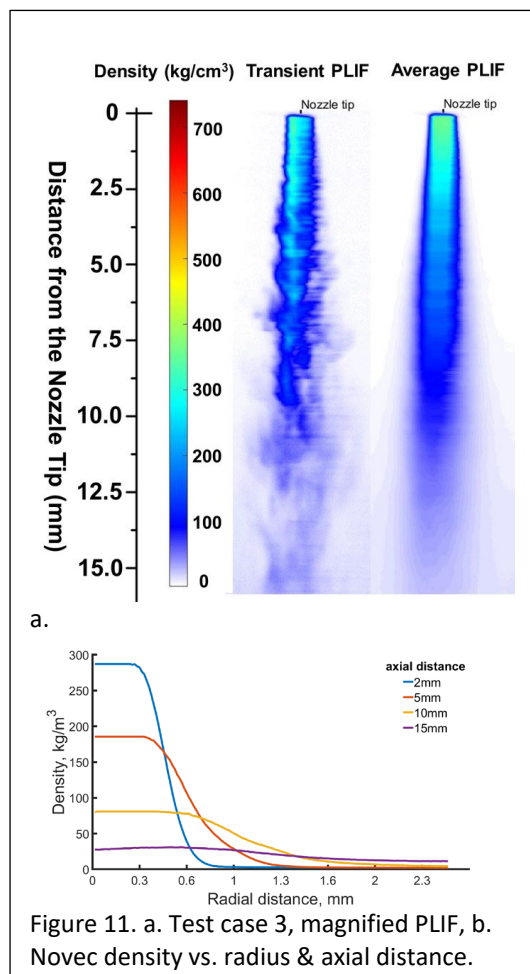 Density (kg/cm³) Transient PLIF Average PLIF
Nozzle tip
Nozzle tip
Distance from the Nozzle Tip (mm)
0
2.5
5.0
7.5
10.0
12.5
15.0
700
600
500
400
300
200
100
0
a.
Density, kg/m³
300
250
200
150
100
50
0
axial distance
2mm
5mm
10mm
15mm
0 0.3 0.6 1 1.3 1.6 2 2.3
Radial distance, mm
Figure 11. a. Test case 3, magnified PLIF, b.
Novec density vs. radius & axial distance.